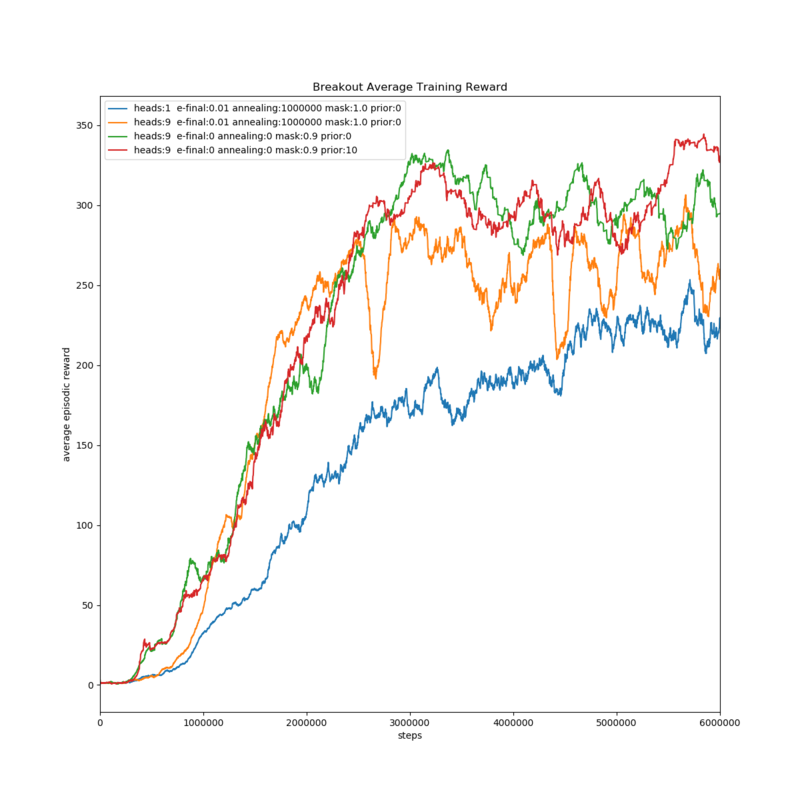 Breakout Average Training Reward
heads:1 e-final:0.01 annealing:1000000 mask:1.0 prior:0
heads:9 e-final:0.01 annealing:1000000 mask:1.0 prior:0
heads:9 e-final:0 annealing:0 mask:0.9 prior:0
heads:9 e-final:0 annealing:0 mask:0.9 prior:10
350
300
250
200
150
100
50
0
average episodic reward
0 1000000 2000000 3000000 4000000 5000000 6000000
steps